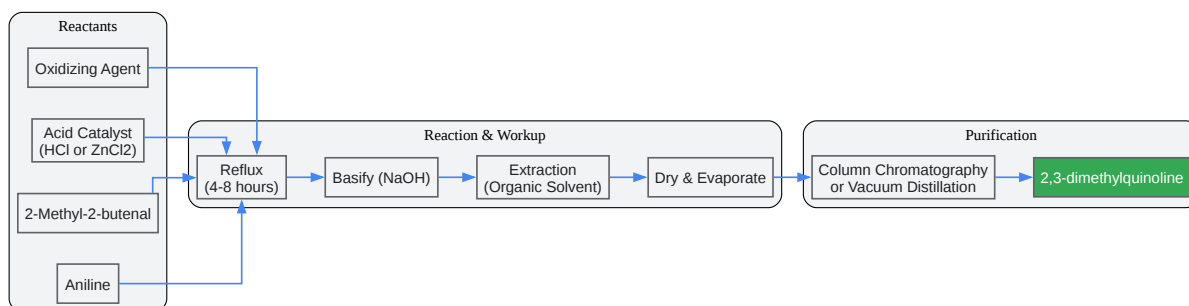 Reactants
Oxidizing Agent
Acid Catalyst
(HCl or ZnCl2)
2-Methyl-2-butenal
Aniline
Reaction & Workup
Reflux
(4-8 hours)
Basify (NaOH)
Extraction
(Organic Solvent)
Dry & Evaporate
Purification
Column Chromatography
or Vacuum Distillation
2,3-dimethylquinoline